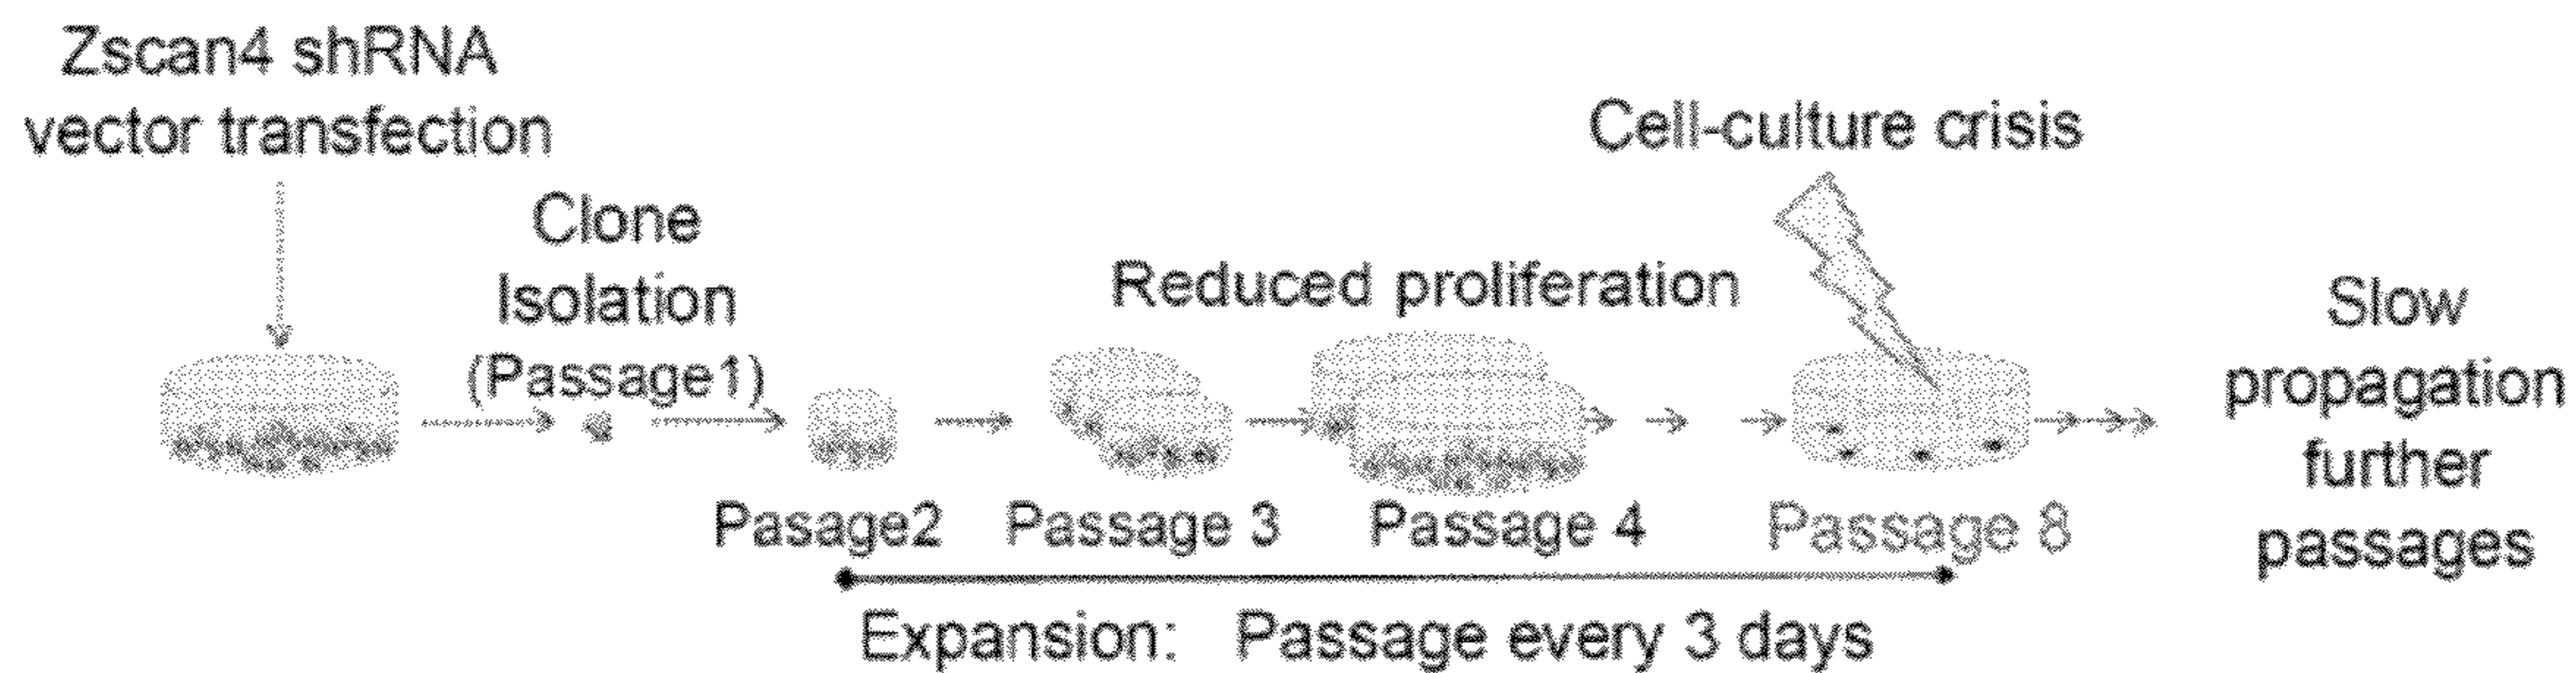 Zscan4 shRNA
vector transfection
Clone
Isolation
(Passage1)
Reduced proliferation
Cell-culture crisis
Slow
propagation
further
passages
Pasage2
Passage 3
Passage 4
Passage 8
Expansion: Passage every 3 days